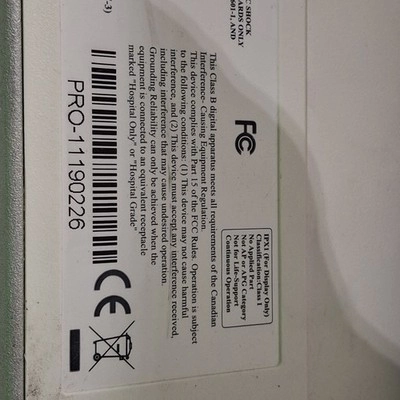 C SHOCK
ARDS ONLY
601-1, AND
-3)
FC
IPX1 (For Display Only)
Classification-Class I
No Applied Part
Not AP or APG Category
Not for Life-Support
Continuous Operation
This Class B digital apparatus meets all requirements of the Canadian
Interference- Causing Equipment Regulation.
This device complies with Part 15 of the FCC Rules. Operation is subject
to the following conditions: (1) This device may not cause harmful
interference, and (2) This device must accept any interference received,
including interference that may cause undesired operation.
Grounding Reliability can only be achieved when the
equipment is connected to an equivalent receptacle
marked "Hospital Only" or "Hospital Grade"
PRO-11190226
CE